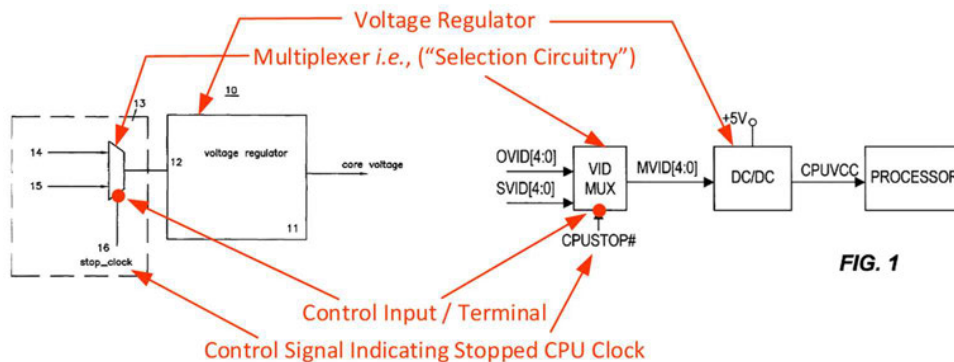 Voltage Regulator
Multiplexer i.e., (“Selection Circuitry”)
10
13
14
15
12
voltage regulator
core voltage
11
16
stop_clock
+5V
OVID[4:0]
SVID[4:0]
VID
MUX
MVID[4:0]
DC/DC
CPUVCC
PROCESSOR
CPUSTOP#
FIG. 1
Control Input / Terminal
Control Signal Indicating Stopped CPU Clock